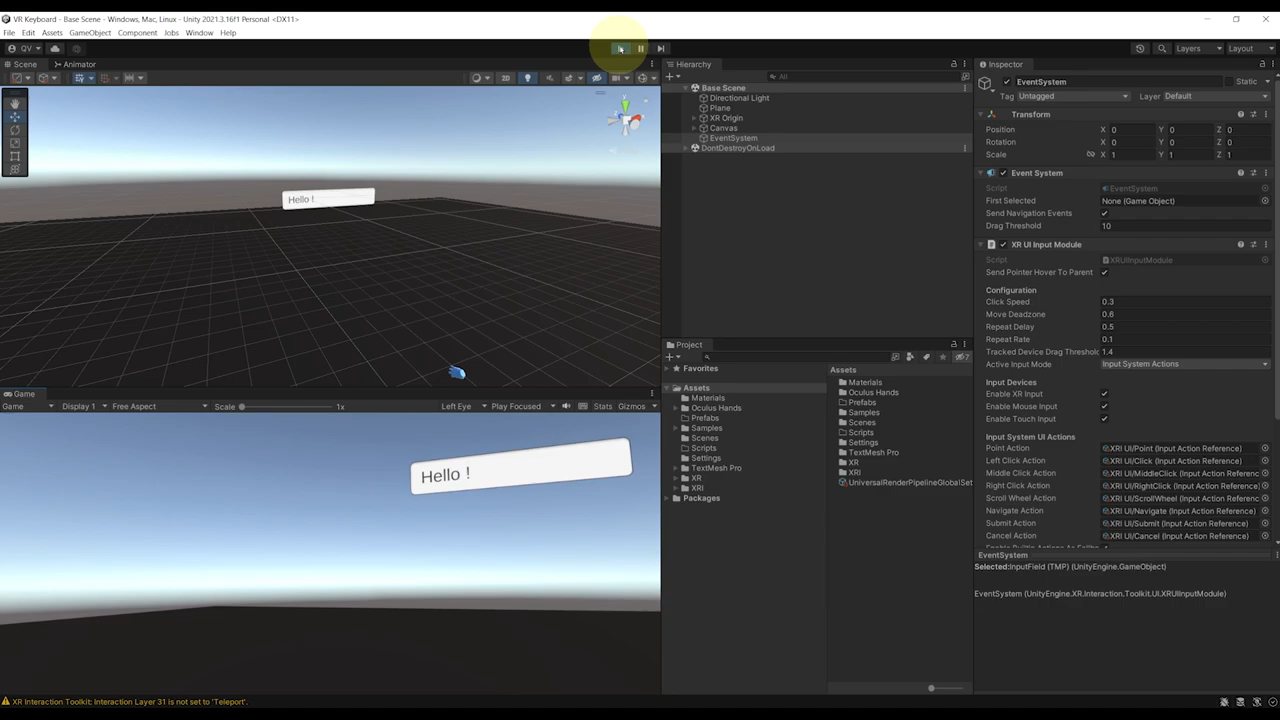 VR Keyboard - Base Scene - Windows, Mac, Linux - Unity 2021.3.16f1 Personal <DX11>
File Edit Assets GameObject Component Jobs Window Help
QV
Layers
Layout
Scene
Animator
2D
Hello !
Game
Game
Display 1
Free Aspect
Scale
1x
Left Eye
Play Focused
Stats
Gizmos
Hello !
Hierarchy
All
Base Scene
Directional Light
Plane
XR Origin
Canvas
EventSystem
DontDestroyOnLoad
Project
7
Favorites
Assets
Materials
Oculus Hands
Prefabs
Samples
Scenes
Scripts
Settings
TextMesh Pro
XR
XRI
Packages
Assets
Materials
Oculus Hands
Prefabs
Samples
Scenes
Scripts
Settings
TextMesh Pro
XR
XRI
UniversalRenderPipelineGlobalSet
Inspector
EventSystem
Static
Tag Untagged
Layer Default
Transform
Position X 0 Y 0 Z 0
Rotation X 0 Y 0 Z 0
Scale X 1 Y 1 Z 1
Event System
Script EventSystem
First Selected None (Game Object)
Send Navigation Events
Drag Threshold 10
XR UI Input Module
Script XRUIInputModule
Send Pointer Hover To Parent
Configuration
Click Speed 0.3
Move Deadzone 0.6
Repeat Delay 0.5
Repeat Rate 0.1
Tracked Device Drag Threshold 1.4
Active Input Mode Input System Actions
Input Devices
Enable XR Input
Enable Mouse Input
Enable Touch Input
Input System UI Actions
Point Action XRI UI/Point (Input Action Reference)
Left Click Action XRI UI/Click (Input Action Reference)
Middle Click Action XRI UI/MiddleClick (Input Action Referenc
Right Click Action XRI UI/RightClick (Input Action Reference)
Scroll Wheel Action XRI UI/ScrollWheel (Input Action Referenc
Navigate Action XRI UI/Navigate (Input Action Reference)
Submit Action XRI UI/Submit (Input Action Reference)
Cancel Action XRI UI/Cancel (Input Action Reference)
EventSystem
Selected:InputField (TMP) (UnityEngine.GameObject)
EventSystem (UnityEngine.XR.Interaction.Toolkit.UI.XRUIInputModule)
XR Interaction Toolkit: Interaction Layer 31 is not set to 'Teleport'.